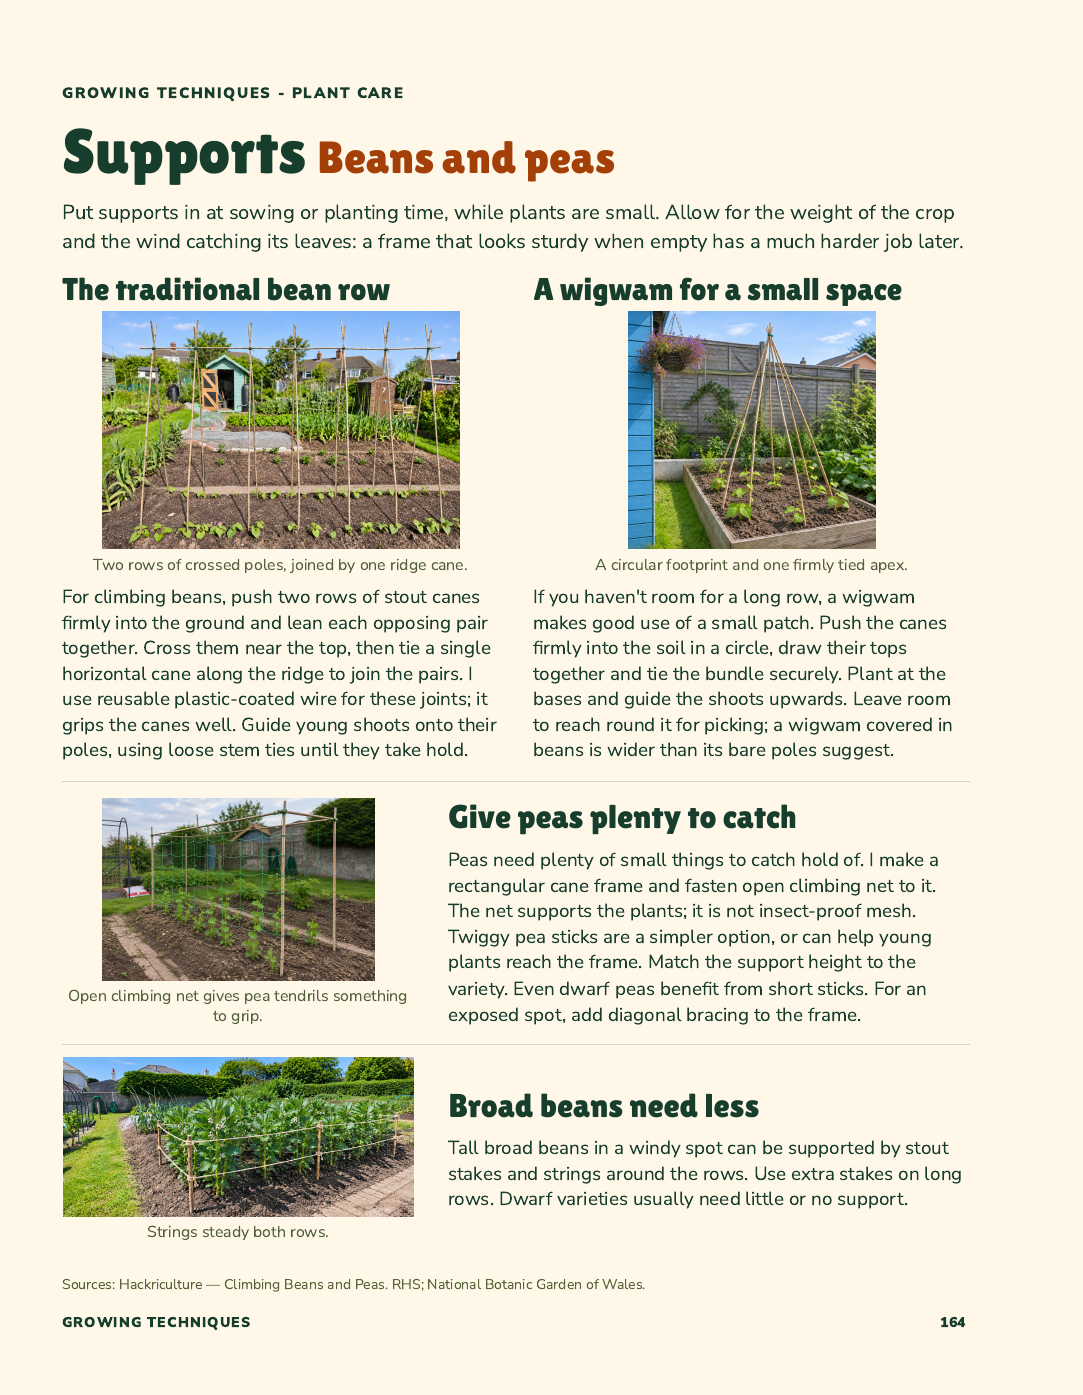 GROWING TECHNIQUES - PLANT CARE
Supports Beans and peas
Put supports in at sowing or planting time, while plants are small. Allow for the weight of the crop
and the wind catching its leaves: a frame that looks sturdy when empty has a much harder job later.
The traditional bean row
Two rows of crossed poles, joined by one ridge cane.
For climbing beans, push two rows of stout canes
firmly into the ground and lean each opposing pair
together. Cross them near the top, then tie a single
horizontal cane along the ridge to join the pairs. I
use reusable plastic-coated wire for these joints; it
grips the canes well. Guide young shoots onto their
poles, using loose stem ties until they take hold.
A wigwam for a small space
A circular footprint and one firmly tied apex.
If you haven't room for a long row, a wigwam
makes good use of a small patch. Push the canes
firmly into the soil in a circle, draw their tops
together and tie the bundle securely. Plant at the
bases and guide the shoots upwards. Leave room
to reach round it for picking; a wigwam covered in
beans is wider than its bare poles suggest.
Open climbing net gives pea tendrils something
to grip.
Give peas plenty to catch
Peas need plenty of small things to catch hold of. I make a
rectangular cane frame and fasten open climbing net to it.
The net supports the plants; it is not insect-proof mesh.
Twiggy pea sticks are a simpler option, or can help young
plants reach the frame. Match the support height to the
variety. Even dwarf peas benefit from short sticks. For an
exposed spot, add diagonal bracing to the frame.
Strings steady both rows.
Broad beans need less
Tall broad beans in a windy spot can be supported by stout
stakes and strings around the rows. Use extra stakes on long
rows. Dwarf varieties usually need little or no support.
Sources: Hackriculture — Climbing Beans and Peas. RHS; National Botanic Garden of Wales.
GROWING TECHNIQUES
164